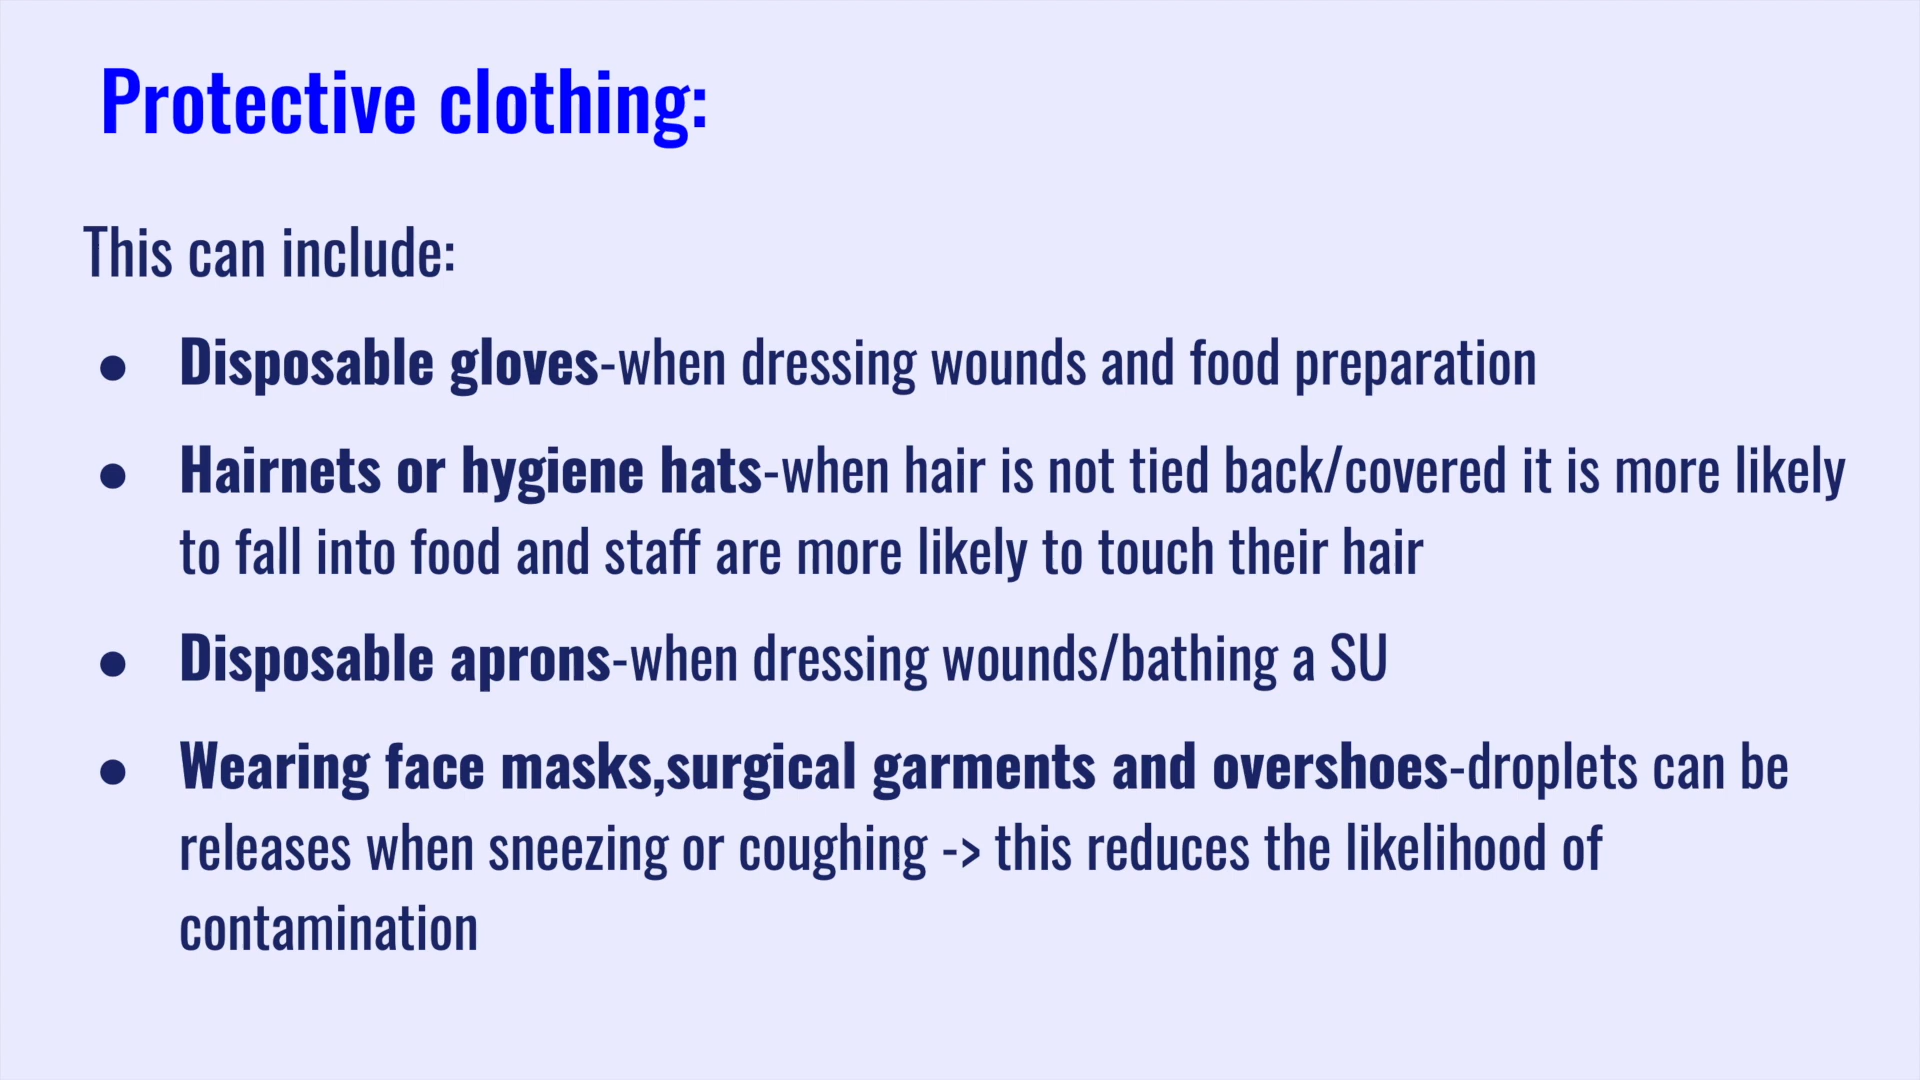 Protective clothing:
This can include:
● Disposable gloves-when dressing wounds and food preparation
● Hairnets or hygiene hats-when hair is not tied back/covered it is more likely
to fall into food and staff are more likely to touch their hair
● Disposable aprons-when dressing wounds/bathing a SU
● Wearing face masks,surgical garments and overshoes-droplets can be
releases when sneezing or coughing -> this reduces the likelihood of
contamination